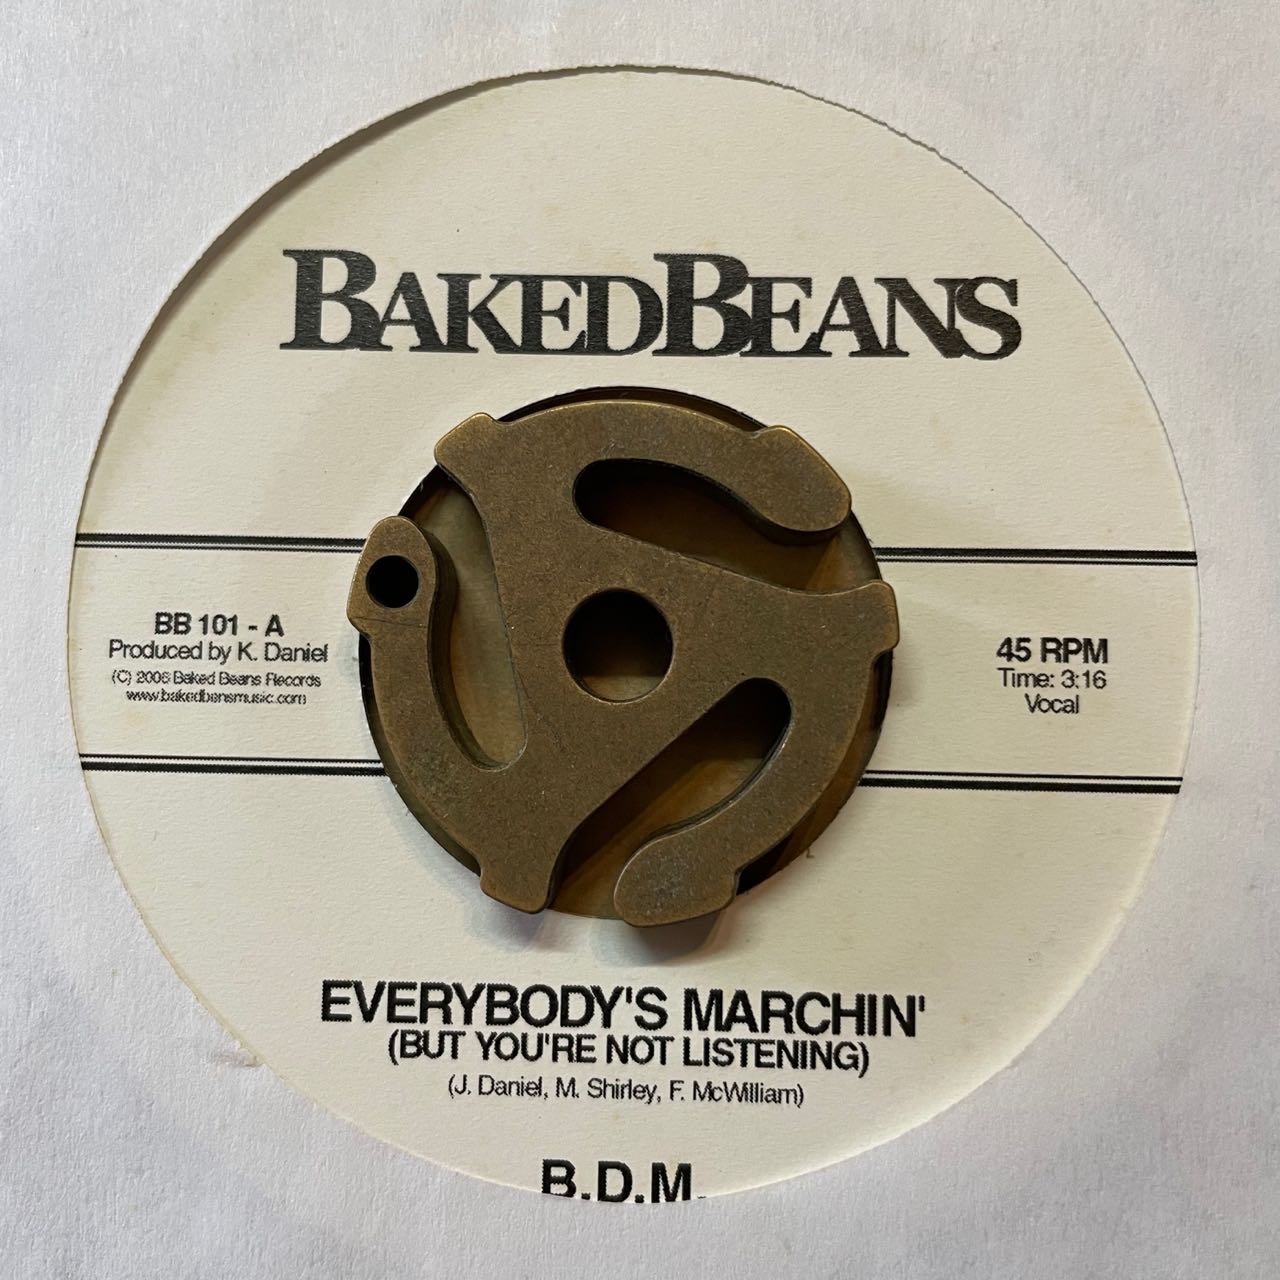 BAKEDBEANS
BB 101 - A
Produced by K. Daniel
(C) 2006 Baked Beans Records
www.bakedbensmusic.com
45 RPM
Time: 3:16
Vocal
EVERYBODY'S MARCHIN'
(BUT YOU'RE NOT LISTENING)
(J. Daniel, M. Shirley, F. McWilliam)
B.D.M.